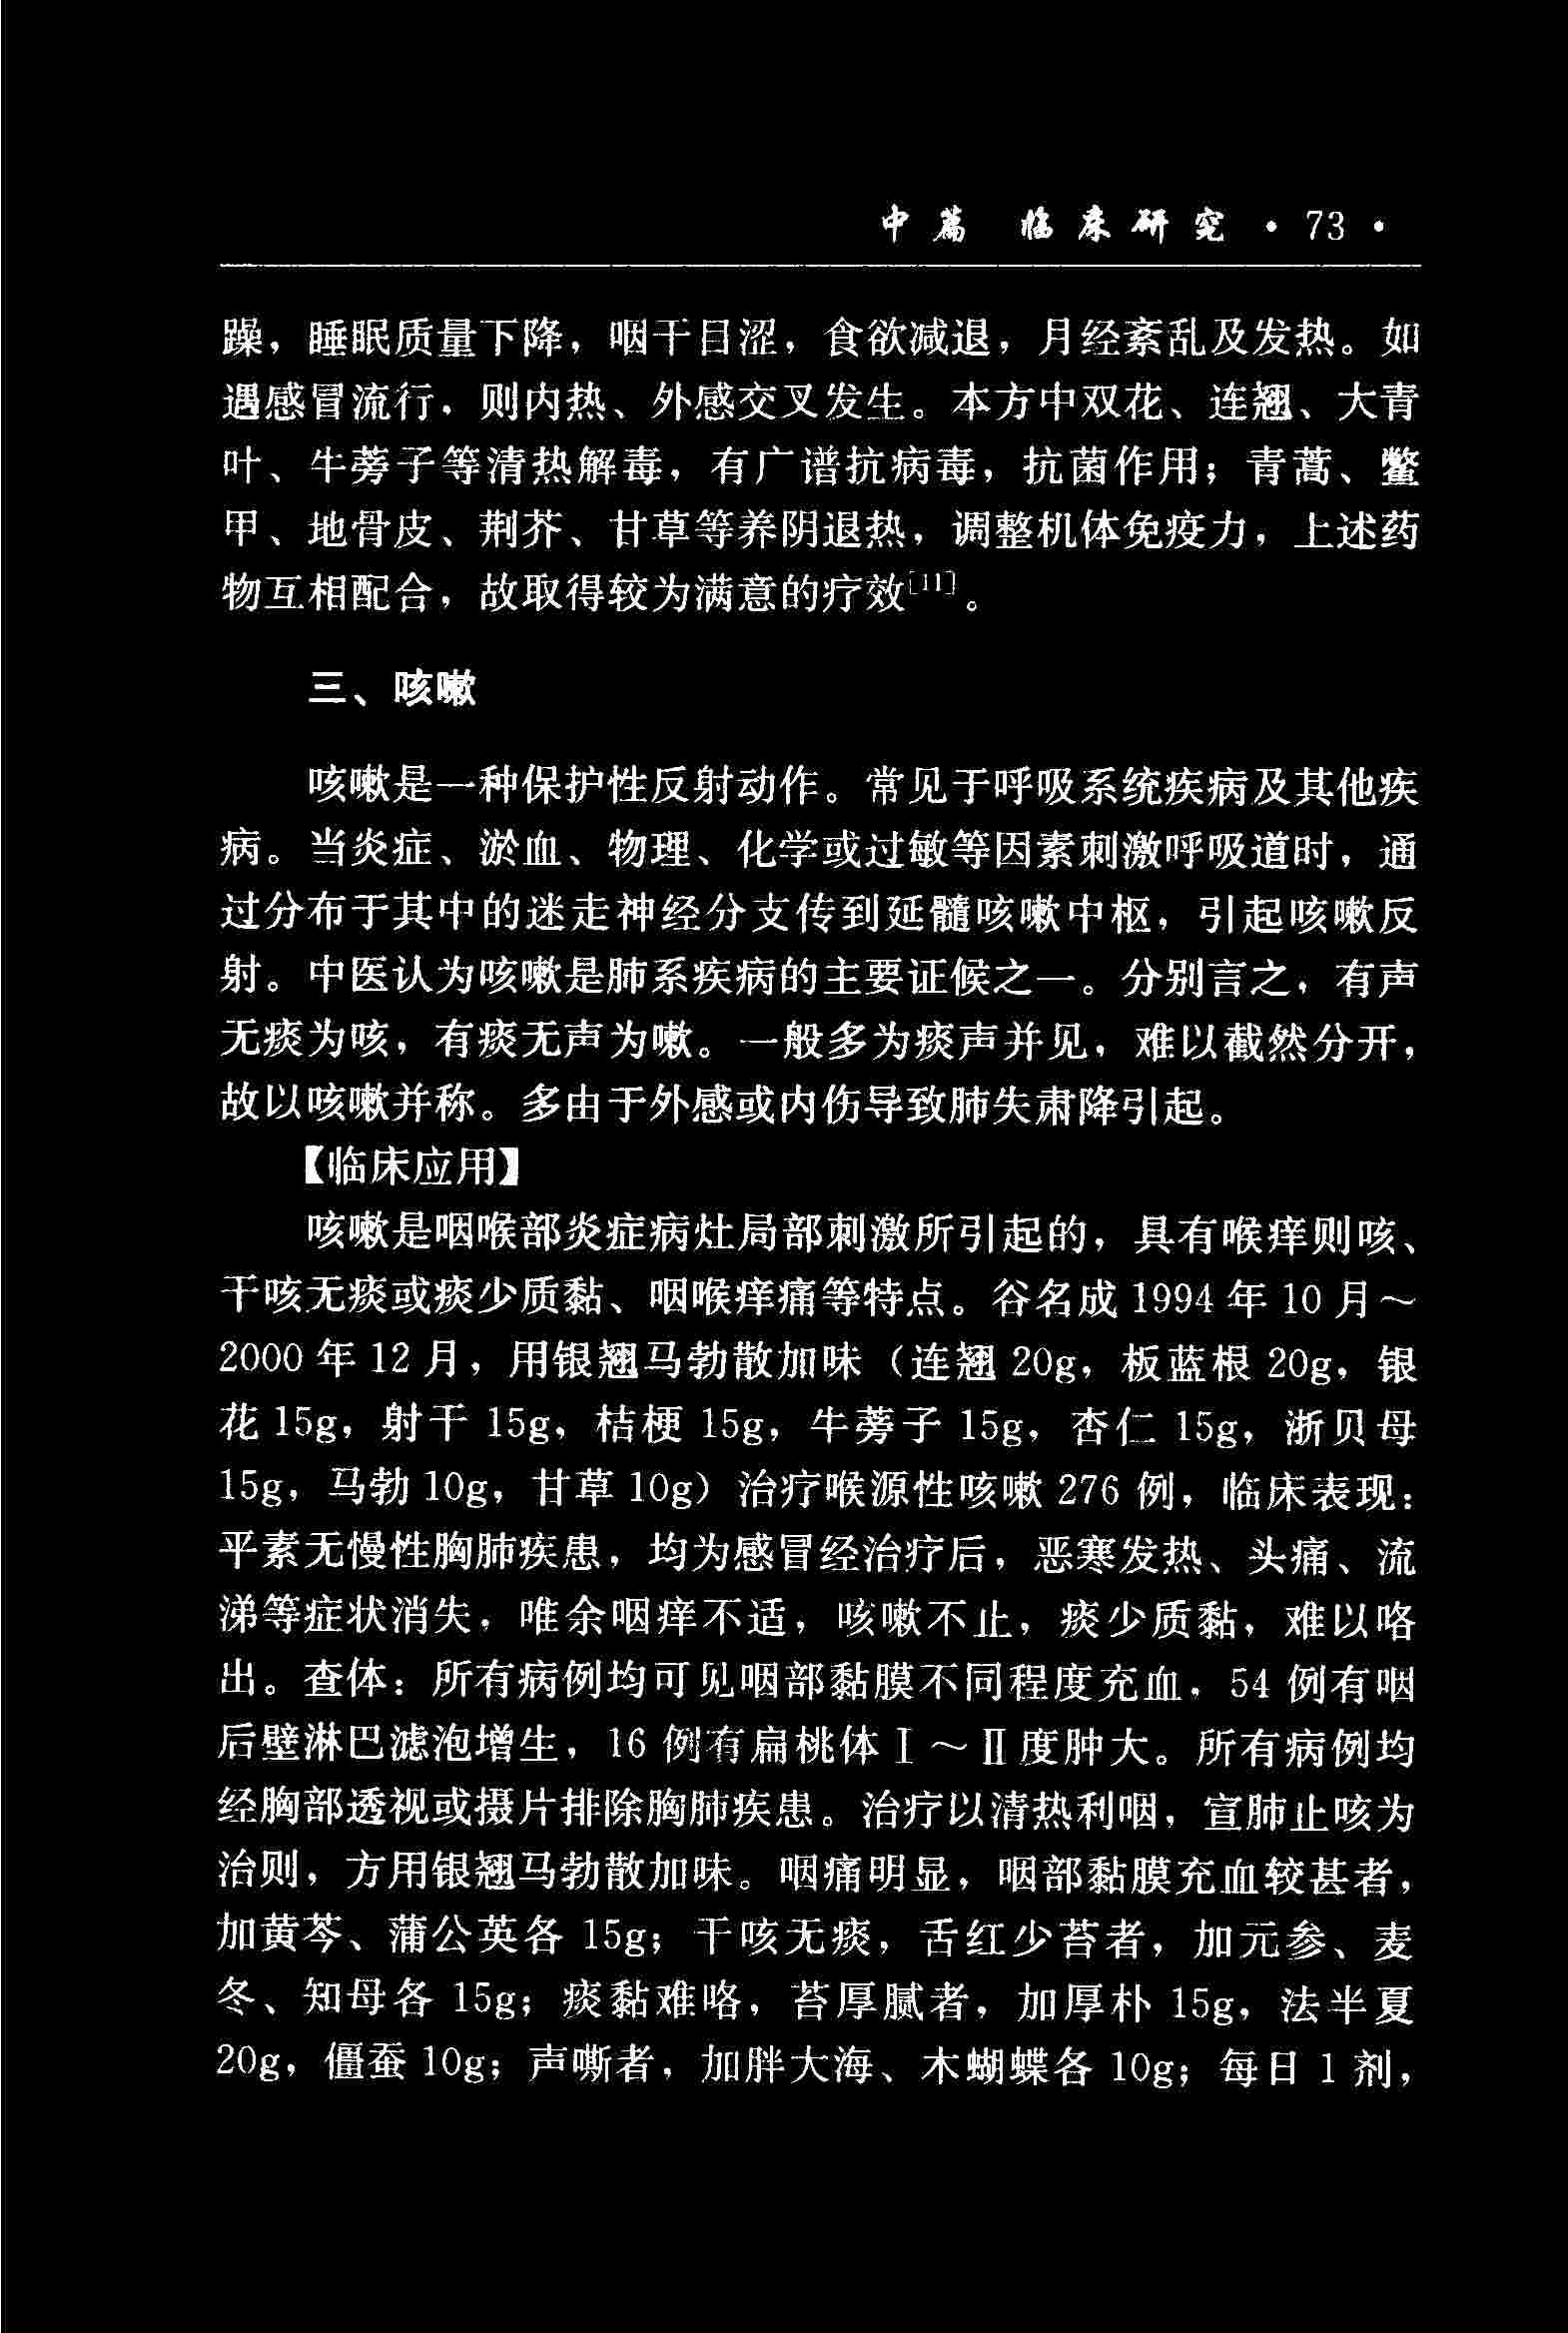 中篇 临床研究 · 73 ·
躁，睡眠质量下降，咽干目涩，食欲减退，月经紊乱及发热。如
遇感冒流行，则内热、外感交叉发生。本方中双花、连翘、大青
叶、牛蒡子等清热解毒，有广谱抗病毒，抗菌作用；青蒿、鳖
甲、地骨皮、荆芥、甘草等养阴退热，调整机体免疫力，上述药
物互相配合，故取得较为满意的疗效[11]。
三、咳嗽
咳嗽是一种保护性反射动作。常见于呼吸系统疾病及其他疾
病。当炎症、淤血、物理、化学或过敏等因素刺激呼吸道时，通
过分布于其中的迷走神经分支传到延髓咳嗽中枢，引起咳嗽反
射。中医认为咳嗽是肺系疾病的主要证候之一。分别言之，有声
无痰为咳，有痰无声为嗽。一般多为痰声并见，难以截然分开，
故以咳嗽并称。多由于外感或内伤导致肺失肃降引起。
【临床应用】
咳嗽是咽喉部炎症病灶局部刺激所引起的，具有喉痒则咳、
干咳无痰或痰少质黏、咽喉痒痛等特点。谷名成 1994 年 10 月～
2000 年 12 月，用银翘马勃散加味（连翘 20g，板蓝根 20g，银
花 15g，射干 15g，桔梗 15g，牛蒡子 15g，杏仁 15g，浙贝母
15g，马勃 10g，甘草 10g）治疗喉源性咳嗽 276 例，临床表现：
平素无慢性胸肺疾患，均为感冒经治疗后，恶寒发热、头痛、流
涕等症状消失，唯余咽痒不适，咳嗽不止，痰少质黏，难以咯
出。查体：所有病例均可见咽部黏膜不同程度充血，54 例有咽
后壁淋巴滤泡增生，16 例有扁桃体Ⅰ～Ⅱ度肿大。所有病例均
经胸部透视或摄片排除胸肺疾患。治疗以清热利咽，宣肺止咳为
治则，方用银翘马勃散加味。咽痛明显，咽部黏膜充血较甚者，
加黄芩、蒲公英各 15g；干咳无痰，舌红少苔者，加元参、麦
冬、知母各 15g；痰黏难咯，苔厚腻者，加厚朴 15g，法半夏
20g，僵蚕 10g；声嘶者，加胖大海、木蝴蝶各 10g；每日 1 剂，